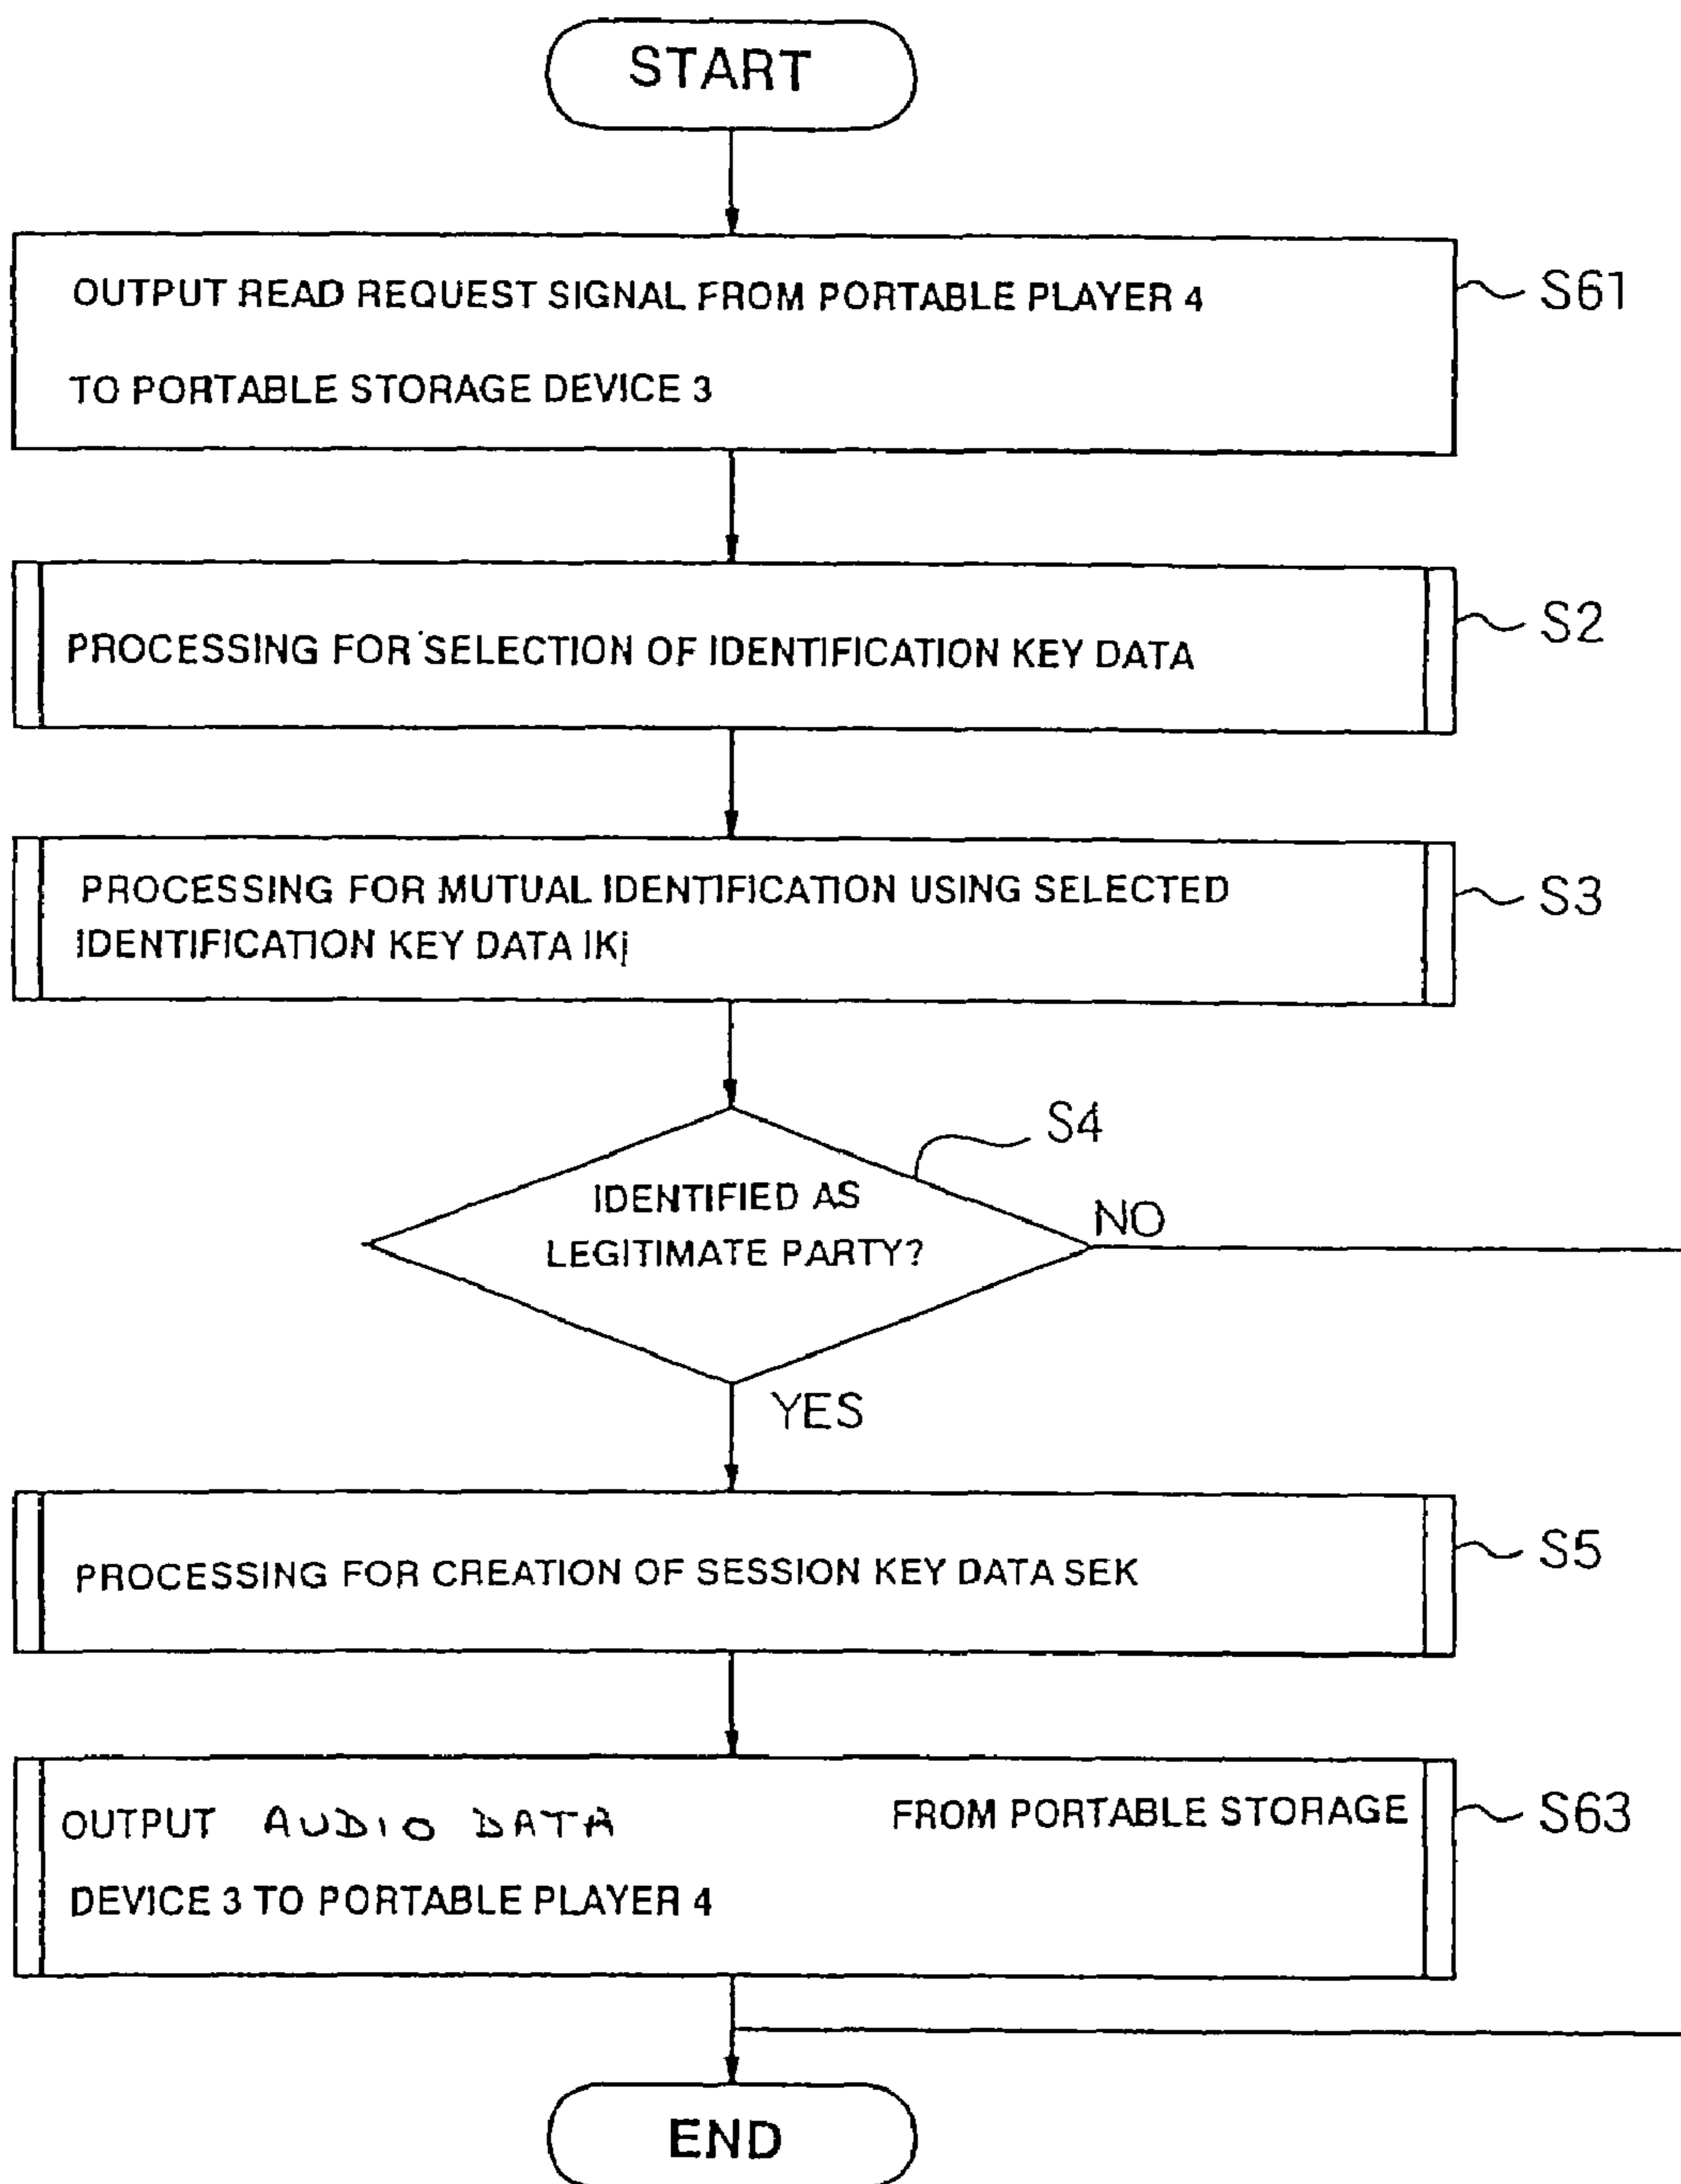 START
OUTPUT READ REQUEST SIGNAL FROM PORTABLE PLAYER 4
TO PORTABLE STORAGE DEVICE 3
S61
PROCESSING FOR SELECTION OF IDENTIFICATION KEY DATA
S2
PROCESSING FOR MUTUAL IDENTIFICATION USING SELECTED
IDENTIFICATION KEY DATA IKj
S3
S4
IDENTIFIED AS
LEGITIMATE PARTY?
NO
YES
PROCESSING FOR CREATION OF SESSION KEY DATA SEK
S5
OUTPUT AUDIO DATA FROM PORTABLE STORAGE
DEVICE 3 TO PORTABLE PLAYER 4
S63
END